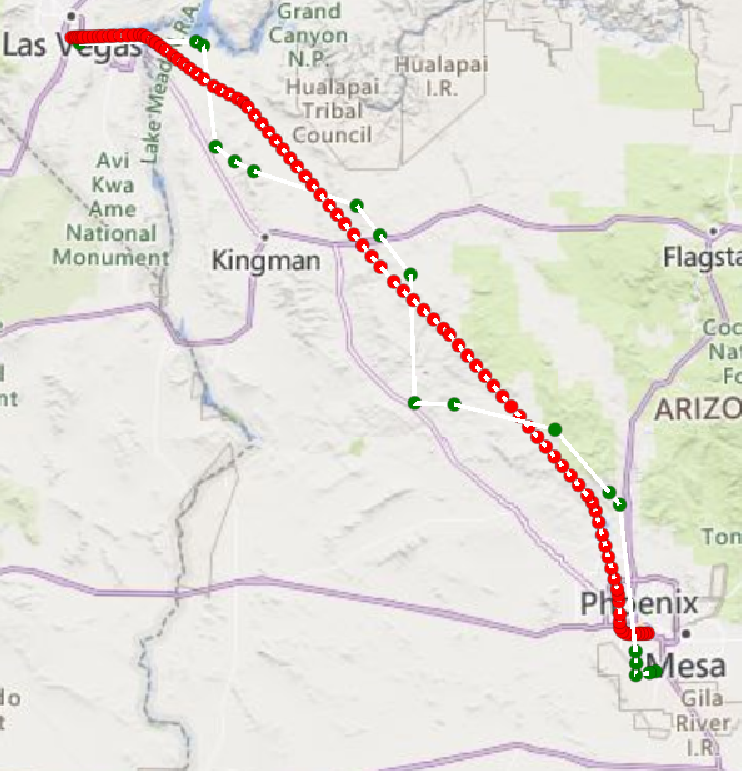 Las Vegas
Grand
Canyon
N.P.
Hualapai
I.R.
Hualapai
Tribal
Council
Lake Mead
R.A.
Avi
Kwa
Ame
National
Monument
Kingman
Flagsta
Coc
Nat
Fo
ARIZO
nt
Ton
Phoenix
Mesa
Gila
River
I.R.
do
t